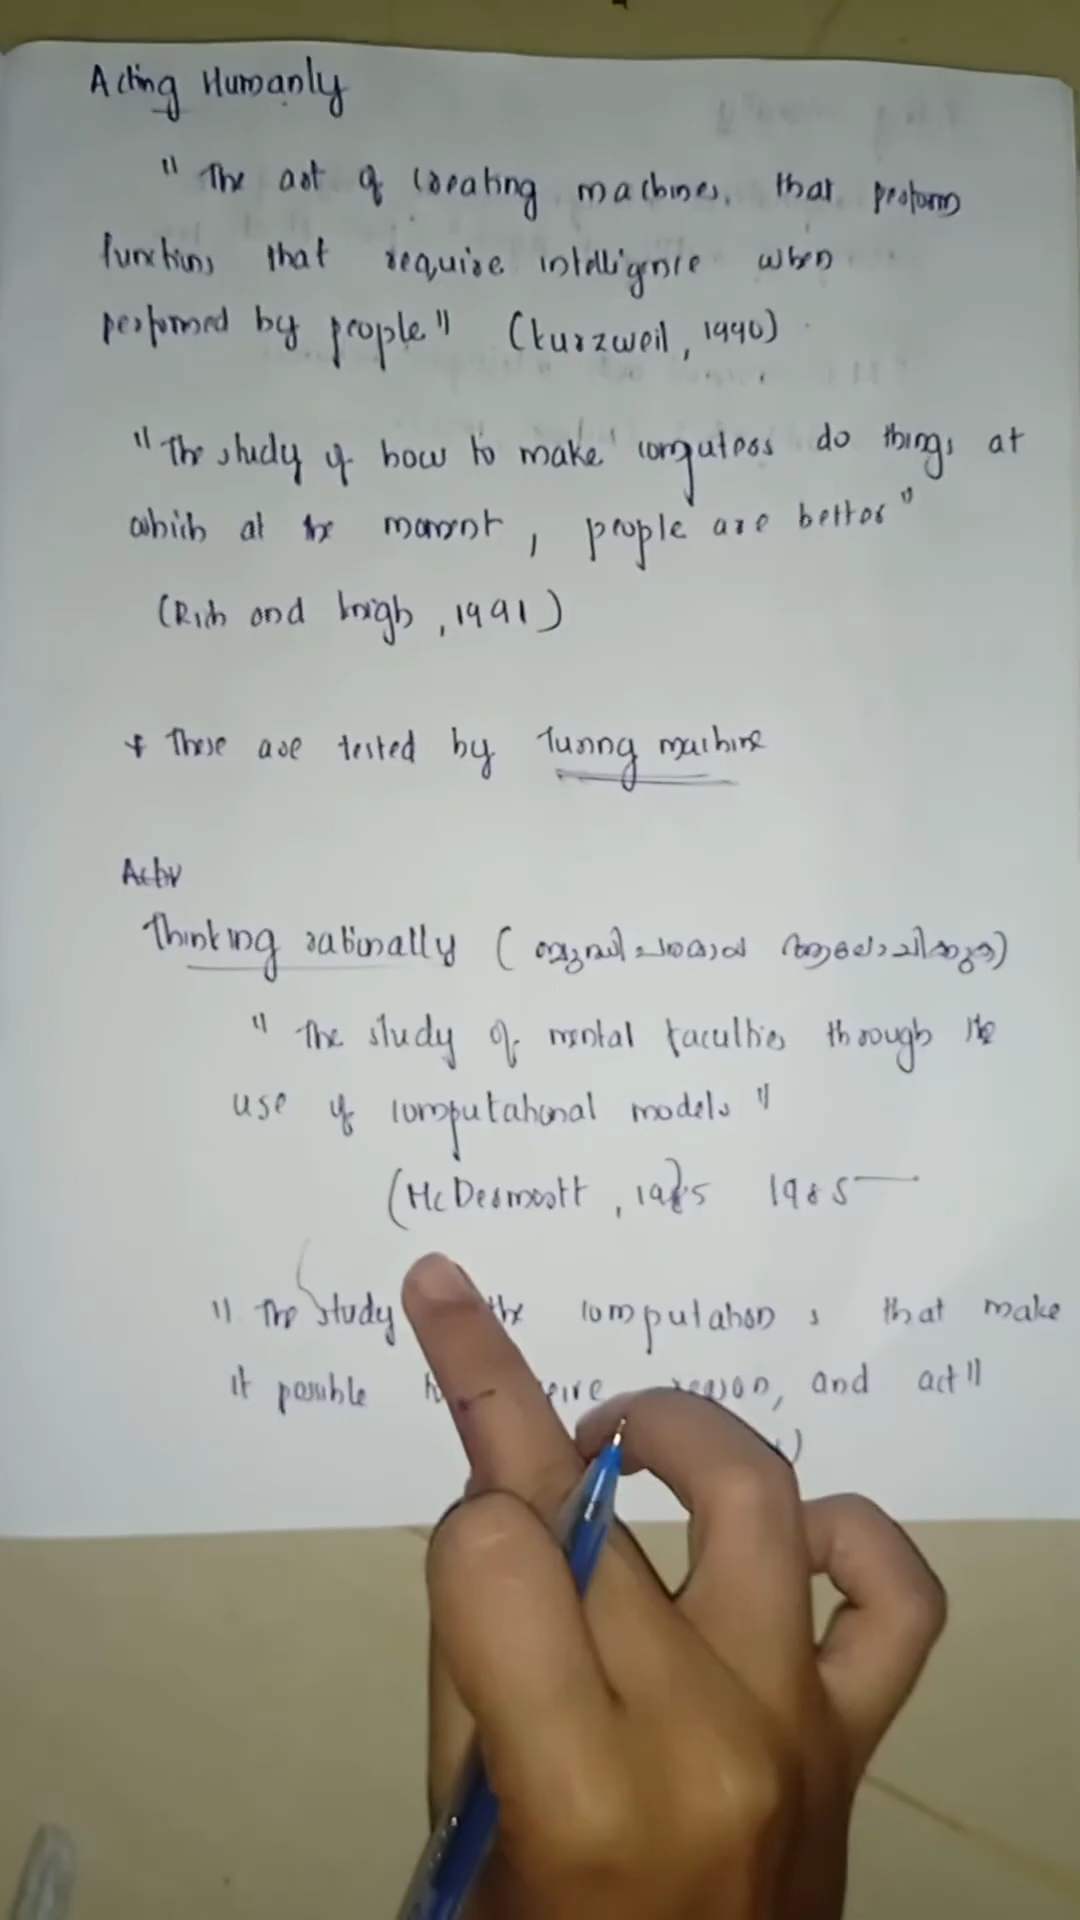 Acting Humanly
"The art of creating machines, that perform
functions that require intelligence when
performed by people" (Kurzweil, 1990)
"The study of how to make computers do things at
which at the moment, people are better"
(Rich and knigh, 1991)
* These are tested by Turing machine
Thinking rationally (
"The study of mental faculties through the
use of computational models"
(McDermott, 1985 1985
"The study the computation s that make
it possible and act"